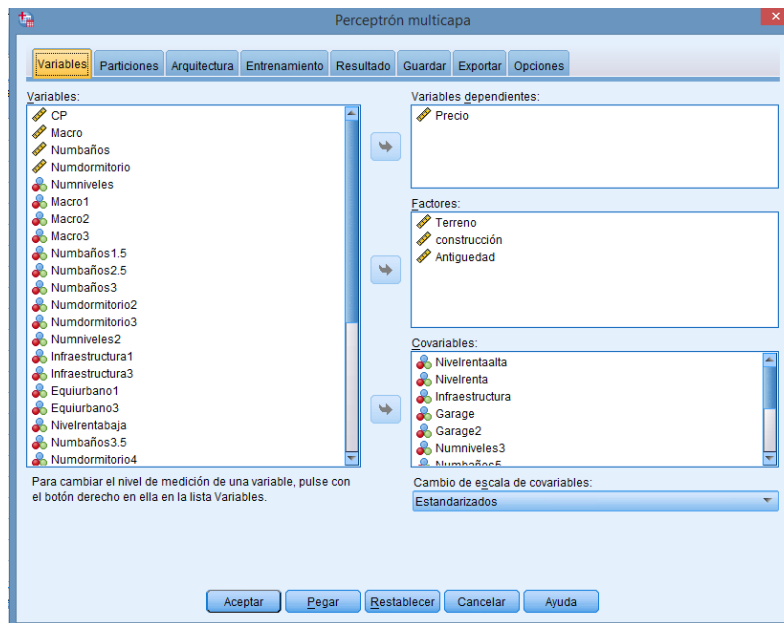 Perceptrón multicapa
Variables Particiones Arquitectura Entrenamiento Resultado Guardar Exportar Opciones
Variables:
CP
Macro
Numbaños
Numdormitorio
Numniveles
Macro1
Macro2
Macro3
Numbaños1.5
Numbaños2.5
Numbaños3
Numdormitorio2
Numdormitorio3
Numniveles2
Infraestructura1
Infraestructura3
Equiurbano1
Equiurbano3
Nivelrentabaja
Numbaños3.5
Numdormitorio4
Para cambiar el nivel de medición de una variable, pulse con
el botón derecho en ella en la lista Variables.
Variables dependientes:
Precio
Factores:
Terreno
construcción
Antiguedad
Covariables:
Nivelrentaalta
Nivelrenta
Infraestructura
Garage
Garage2
Numniveles3
Numbaños5
Cambio de escala de covariables:
Estandarizados
Aceptar Pegar Restablecer Cancelar Ayuda